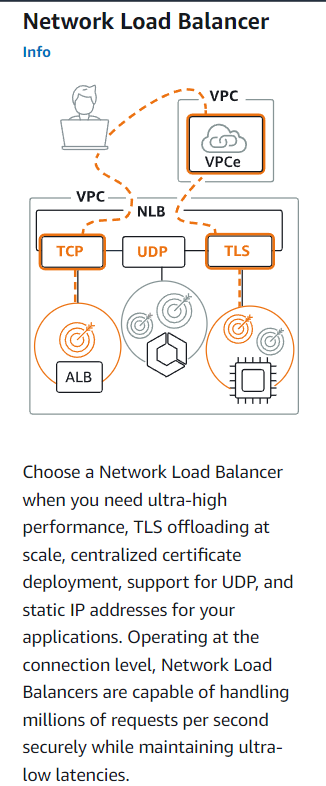 Network Load Balancer
Info
VPC
VPCe
VPC
NLB
TCP
UDP
TLS
ALB
Choose a Network Load Balancer
when you need ultra-high
performance, TLS offloading at
scale, centralized certificate
deployment, support for UDP, and
static IP addresses for your
applications. Operating at the
connection level, Network Load
Balancers are capable of handling
millions of requests per second
securely while maintaining ultra-
low latencies.